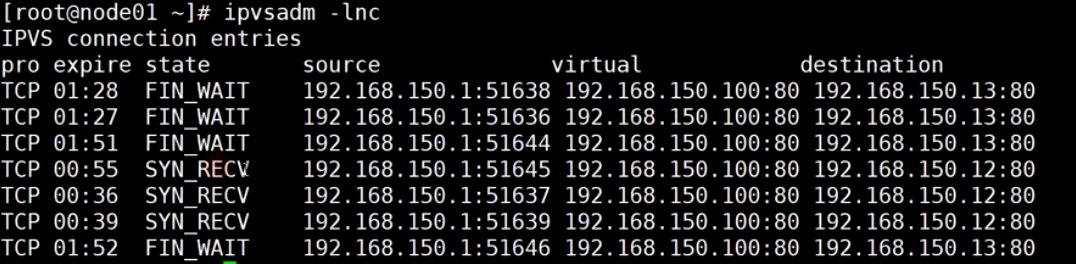 [root@node01 ~]# ipvsadm -lnc
IPVS connection entries
pro expire state       source             virtual            destination
TCP 01:28  FIN_WAIT    192.168.150.1:51638 192.168.150.100:80 192.168.150.13:80
TCP 01:27  FIN_WAIT    192.168.150.1:51636 192.168.150.100:80 192.168.150.13:80
TCP 01:51  FIN_WAIT    192.168.150.1:51644 192.168.150.100:80 192.168.150.13:80
TCP 00:55  SYN_RECV    192.168.150.1:51645 192.168.150.100:80 192.168.150.12:80
TCP 00:36  SYN_RECV    192.168.150.1:51637 192.168.150.100:80 192.168.150.12:80
TCP 00:39  SYN_RECV    192.168.150.1:51639 192.168.150.100:80 192.168.150.12:80
TCP 01:52  FIN_WAIT    192.168.150.1:51646 192.168.150.100:80 192.168.150.13:80